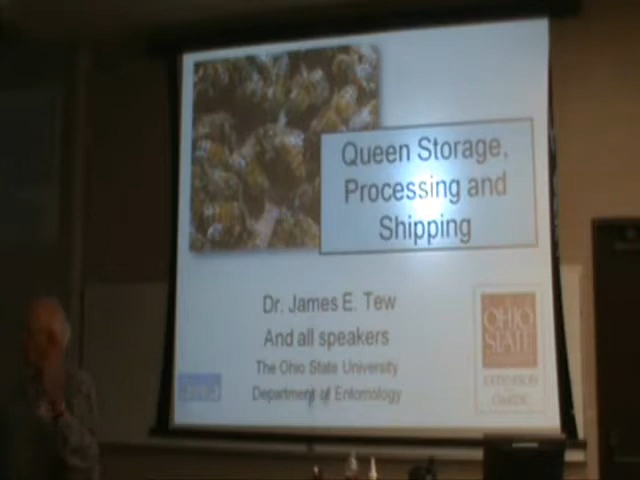 Queen Storage,
Processing and
Shipping
Dr. James E. Tew
And all speakers
The Ohio State University
Department of Entomology
OHIO
STATE
EXTENSION